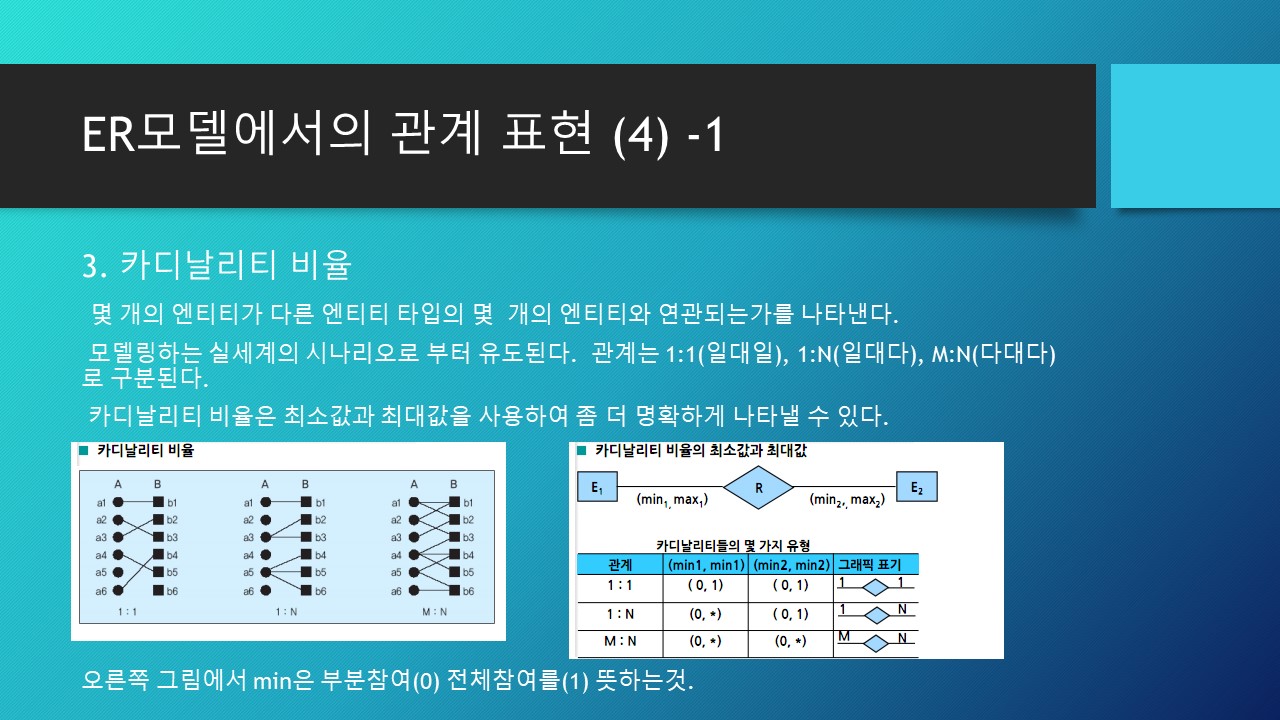 ER모델에서의 관계 표현 (4) -1
3. 카디날리티 비율
몇 개의 엔티티가 다른 엔티티 타입의 몇 개의 엔티티와 연관되는가를 나타낸다.
모델링하는 실세계의 시나리오로 부터 유도된다. 관계는 1:1(일대일), 1:N(일대다), M:N(다대다)
로 구분된다.
카디날리티 비율은 최소값과 최대값을 사용하여 좀 더 명확하게 나타낼 수 있다.
카디날리티 비율
A B A B A B
a1 b1 a1 b1 a1 b1
a2 b2 a2 b2 a2 b2
a3 b3 a3 b3 a3 b3
a4 b4 a4 b4 a4 b4
a5 b5 a5 b5 a5 b5
a6 b6 a6 b6 a6 b6
1 : 1 1 : N M : N
카디날리티 비율의 최소값과 최대값
E1 R E2
(min1, max1) (min2, max2)
카디날리티들의 몇 가지 유형
관계 (min1, min1) (min2, min2) 그래픽 표기
1 : 1 ( 0, 1) ( 0, 1) 1 1
1 : N (0, *) ( 0, 1) 1 N
M : N (0, *) (0, *) M N
오른쪽 그림에서 min은 부분참여(0) 전체참여를(1) 뜻하는것.